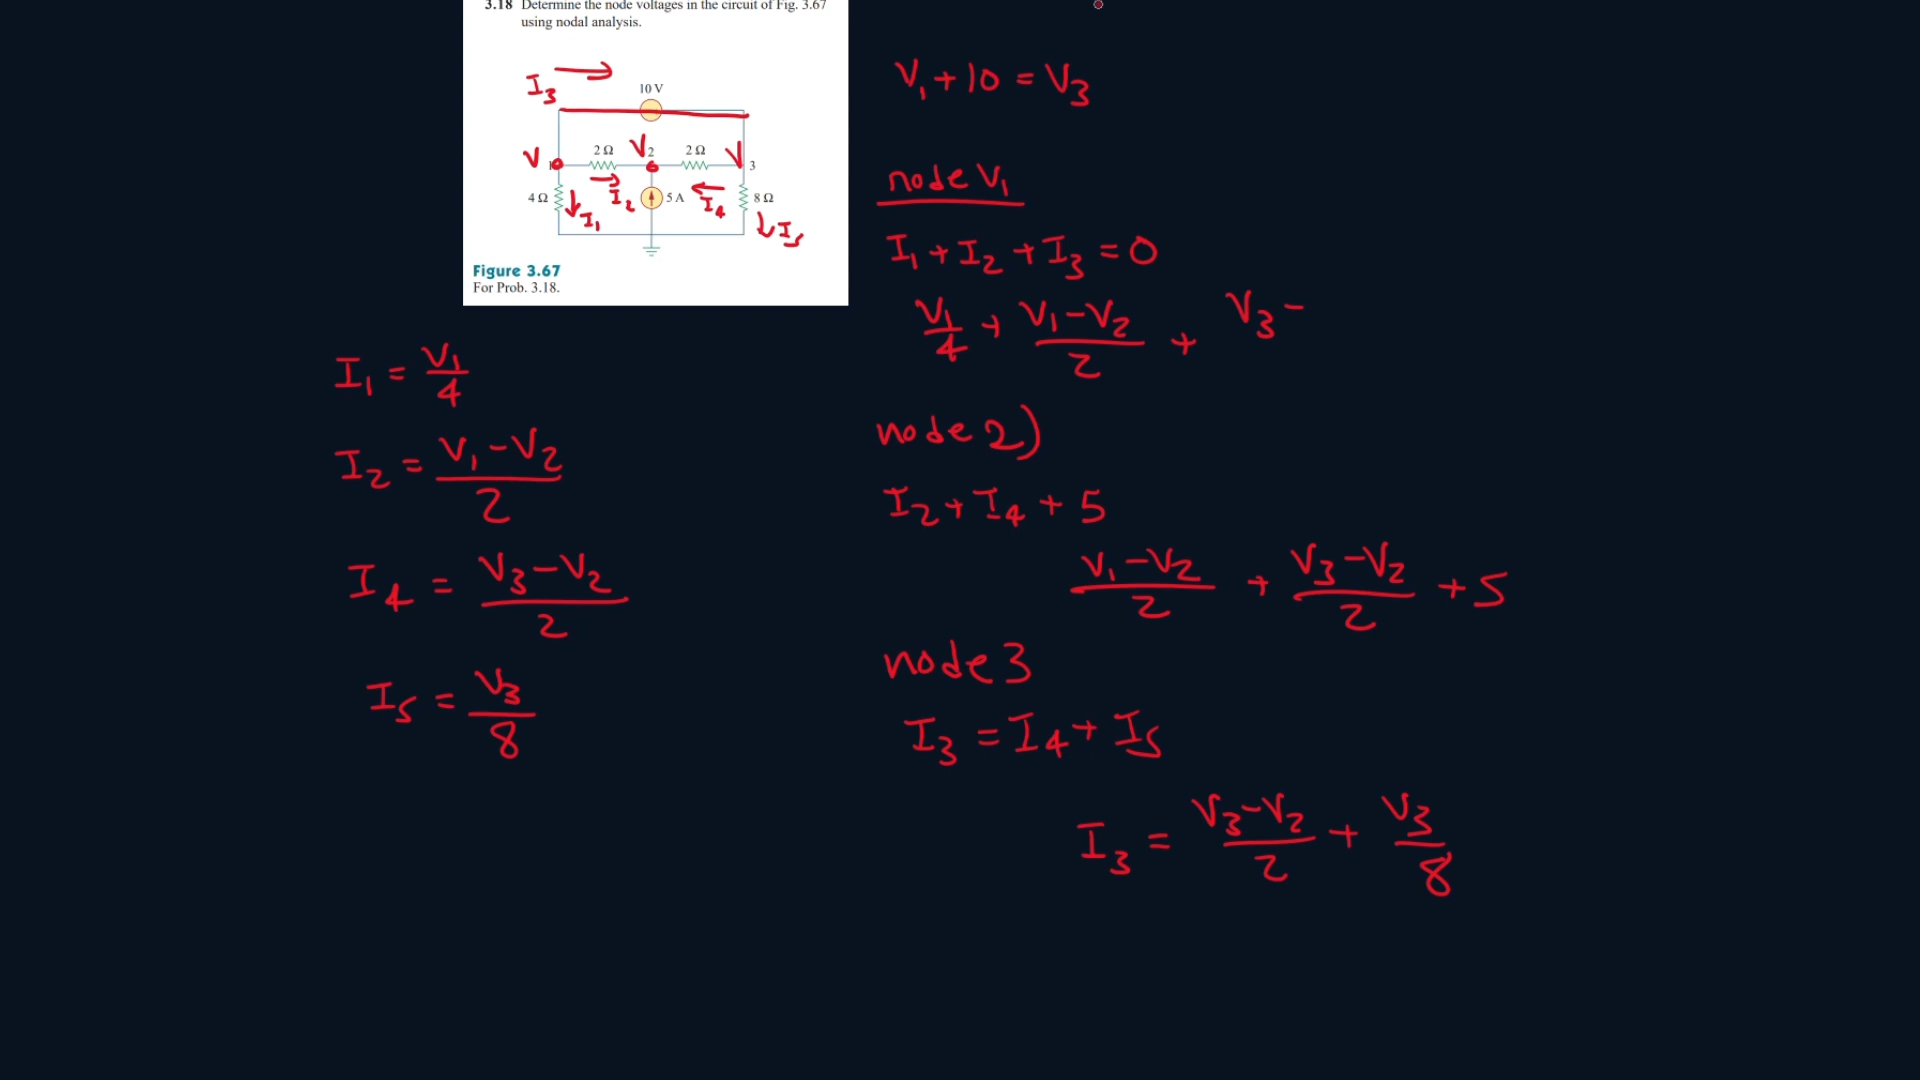 3.18 Determine the node voltages in the circuit of Fig. 3.67
using nodal analysis.
I₃
10 V
V₁
2 Ω
V₂
2 Ω
V 3
4 Ω
I₁
I₂
5 A
I₄
8 Ω
I₅
Figure 3.67
For Prob. 3.18.
I₁ = V₁/4
I₂ = (V₁-V₂)/2
I₄ = (V₃-V₂)/2
I₅ = V₃/8
V₁ + 10 = V₃
node V₁
I₁ + I₂ + I₃ = 0
V₁/4 + (V₁-V₂)/2 + V₃ -
node 2)
I₂ + I₄ + 5
(V₁-V₂)/2 + (V₃-V₂)/2 + 5
node 3
I₃ = I₄ + I₅
I₃ = (V₃-V₂)/2 + V₃/8